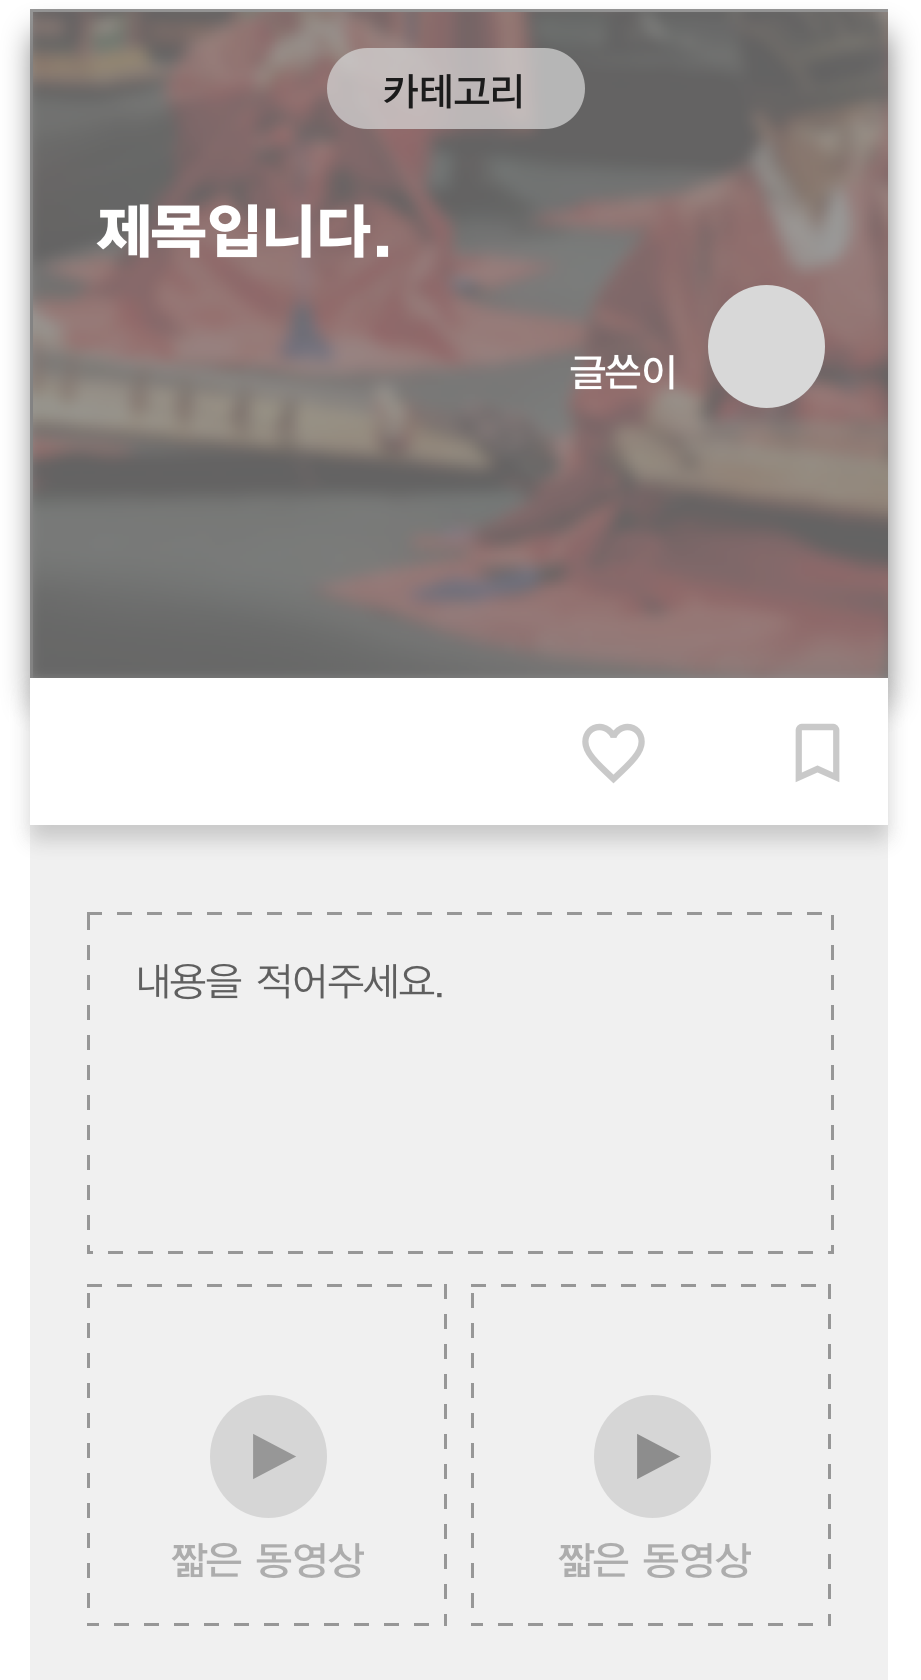 카테고리
제목입니다.
글쓴이
내용을 적어주세요.
짧은 동영상
짧은 동영상